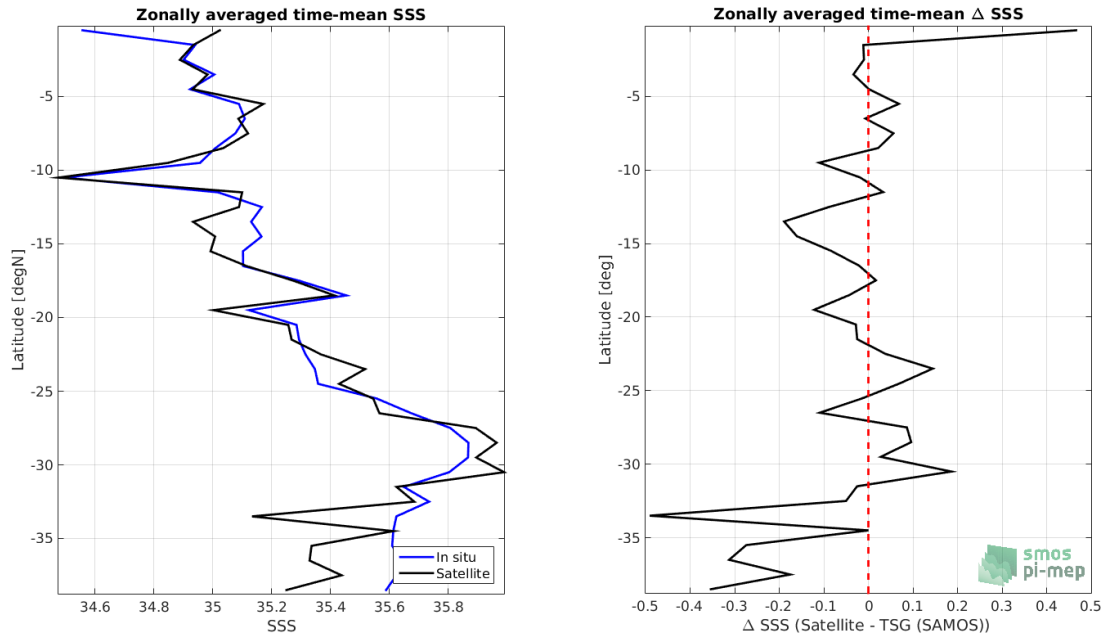 Zonally averaged time-mean SSS
-5
-10
-15
-20
-25
-30
-35
Latitude [degN]
34.6 34.8 35 35.2 35.4 35.6 35.8
SSS
In situ
Satellite
Zonally averaged time-mean Δ SSS
-5
-10
-15
-20
-25
-30
-35
Latitude [deg]
-0.5 -0.4 -0.3 -0.2 -0.1 0 0.1 0.2 0.3 0.4 0.5
Δ SSS (Satellite - TSG (SAMOS))
smos
pi-mep